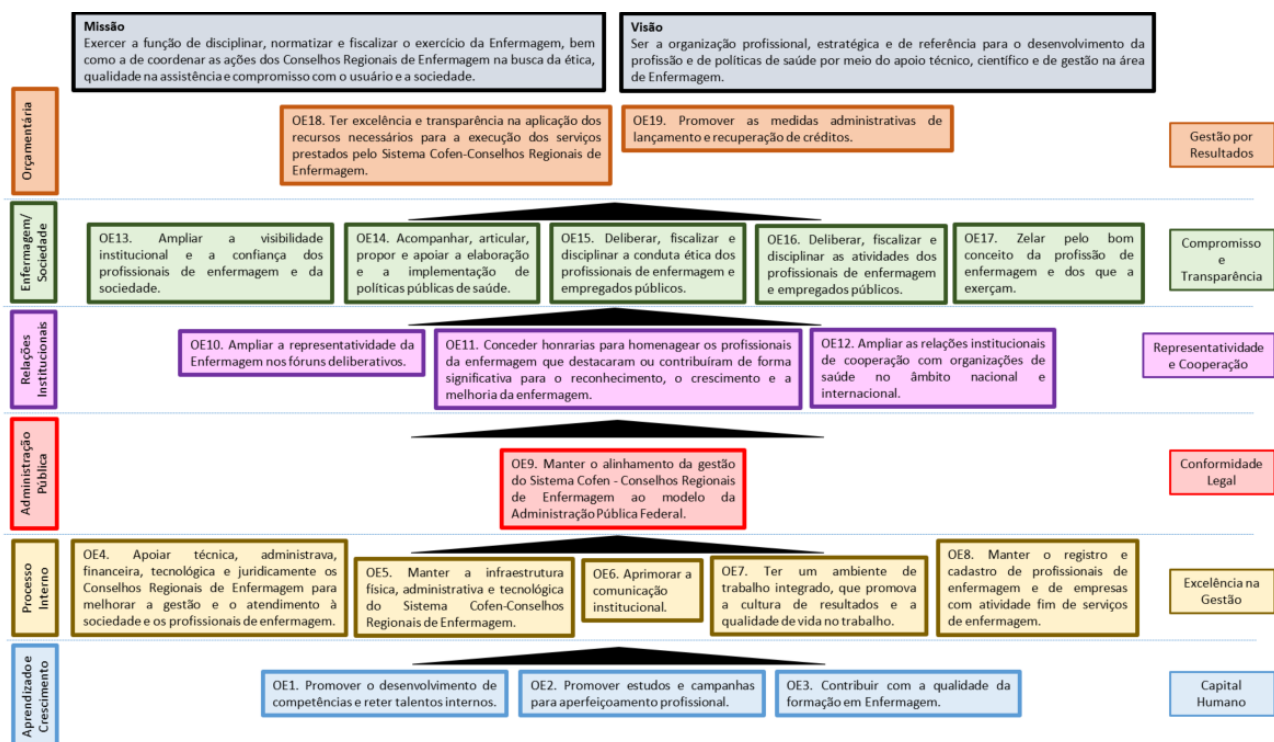 Missão
Exercer a função de disciplinar, normatizar e fiscalizar o exercício da Enfermagem, bem
como a de coordenar as ações dos Conselhos Regionais de Enfermagem na busca da ética,
qualidade na assistência e compromisso com o usuário e a sociedade.
Visão
Ser a organização profissional, estratégica e de referência para o desenvolvimento da
profissão e de políticas de saúde por meio do apoio técnico, científico e de gestão na área
de Enfermagem.
Orçamentária
OE18. Ter excelência e transparência na aplicação dos
recursos necessários para a execução dos serviços
prestados pelo Sistema Cofen-Conselhos Regionais de
Enfermagem.
OE19. Promover as medidas administrativas de
lançamento e recuperação de créditos.
Gestão por
Resultados
Enfermagem/
Sociedade
OE13. Ampliar a visibilidade
institucional e a confiança dos
profissionais de enfermagem e da
sociedade.
OE14. Acompanhar, articular,
propor e apoiar a elaboração
e a implementação de
políticas públicas de saúde.
OE15. Deliberar, fiscalizar e
disciplinar a conduta ética dos
profissionais de enfermagem e
empregados públicos.
OE16. Deliberar, fiscalizar e
disciplinar as atividades dos
profissionais de enfermagem
e empregados públicos.
OE17. Zelar pelo bom
conceito da profissão de
enfermagem e dos que a
exerçam.
Compromisso
e
Transparência
Relações
Institucionais
OE10. Ampliar a representatividade da
Enfermagem nos fóruns deliberativos.
OE11. Conceder honrarias para homenagear os profissionais
da enfermagem que destacaram ou contribuíram de forma
significativa para o reconhecimento, o crescimento e a
melhoria da enfermagem.
OE12. Ampliar as relações institucionais
de cooperação com organizações de
saúde no âmbito nacional e
internacional.
Representatividade
e Cooperação
Administração
Pública
OE9. Manter o alinhamento da gestão
do Sistema Cofen - Conselhos Regionais
de Enfermagem ao modelo da
Administração Pública Federal.
Conformidade
Legal
Processo
Interno
OE4. Apoiar técnica, administrava,
financeira, tecnológica e juridicamente os
Conselhos Regionais de Enfermagem para
melhorar a gestão e o atendimento à
sociedade e os profissionais de enfermagem.
OE5. Manter a infraestrutura
física, administrativa e tecnológica
do Sistema Cofen-Conselhos
Regionais de Enfermagem.
OE6. Aprimorar a
comunicação
institucional.
OE7. Ter um ambiente de
trabalho integrado, que promova
a cultura de resultados e a
qualidade de vida no trabalho.
OE8. Manter o registro e
cadastro de profissionais de
enfermagem e de empresas
com atividade fim de serviços
de enfermagem.
Excelência na
Gestão
Aprendizado e
Crescimento
OE1. Promover o desenvolvimento de
competências e reter talentos internos.
OE2. Promover estudos e campanhas
para aperfeiçoamento profissional.
OE3. Contribuir com a qualidade da
formação em Enfermagem.
Capital
Humano